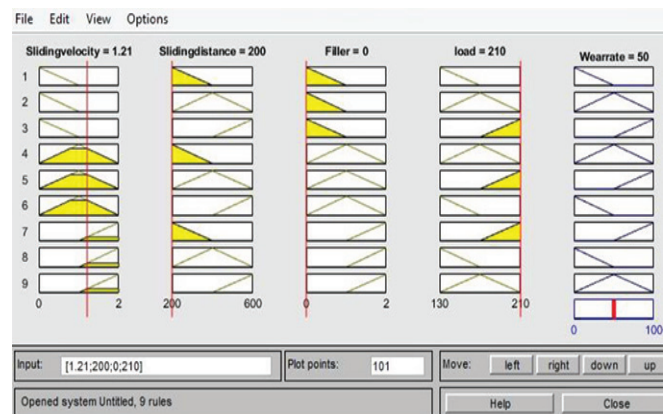 File Edit View Options
Slidingvelocity = 1.21 Slidingdistance = 200 Filler = 0 load = 210 Wearrate = 50
1
2
3
4
5
6
7
8
9
0 2 200 600 0 2 130 210
0 100
Input: [1.21;200;0;210] Plot points: 101 Move: left right down up
Opened system Untitled, 9 rules Help Close